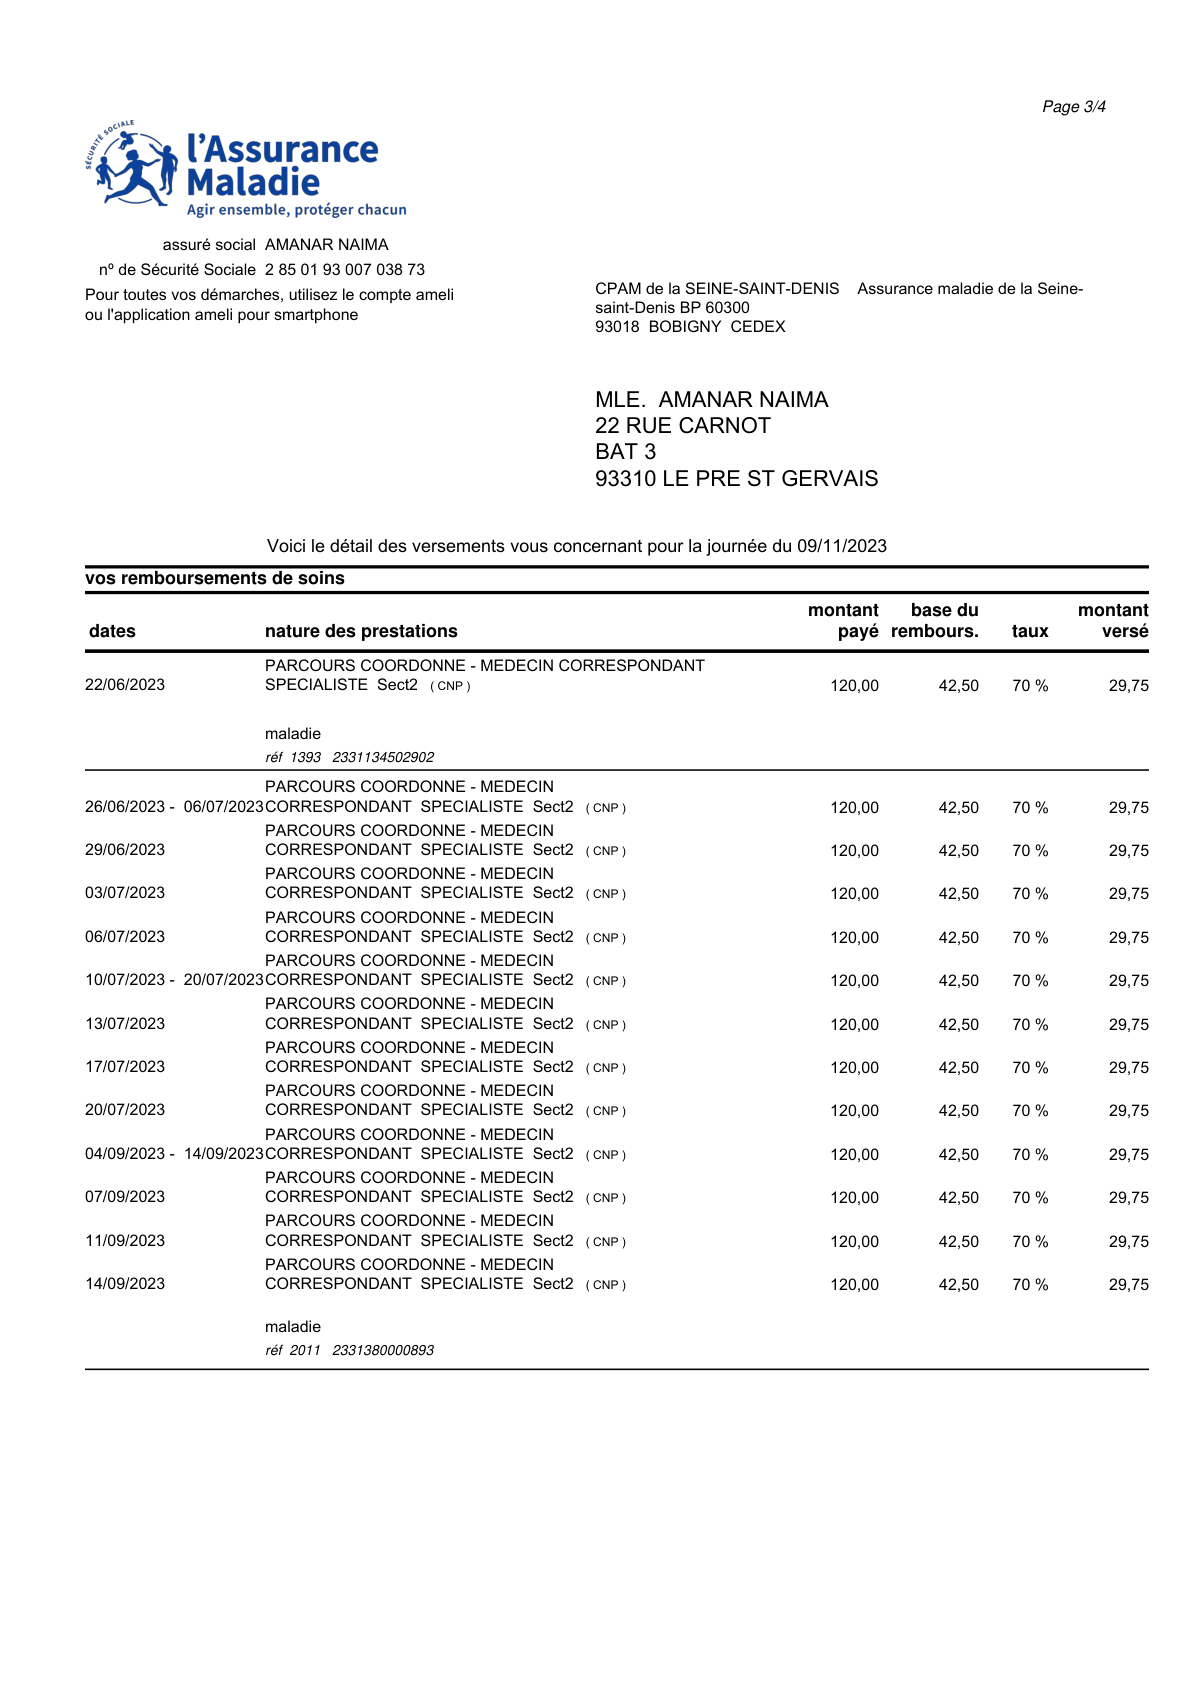 Page 3/4
SÉCURITÉ SOCIALE
l'Assurance
Maladie
Agir ensemble, protéger chacun
assuré social AMANAR NAIMA
nº de Sécurité Sociale 2 85 01 93 007 038 73
Pour toutes vos démarches, utilisez le compte ameli
ou l'application ameli pour smartphone
CPAM de la SEINE-SAINT-DENIS Assurance maladie de la Seine-
saint-Denis BP 60300
93018 BOBIGNY CEDEX
MLE. AMANAR NAIMA
22 RUE CARNOT
BAT 3
93310 LE PRE ST GERVAIS
Voici le détail des versements vous concernant pour la journée du 09/11/2023
vos remboursements de soins
montant base du montant
dates nature des prestations payé rembours. taux versé
PARCOURS COORDONNE - MEDECIN CORRESPONDANT
22/06/2023 SPECIALISTE Sect2 ( CNP ) 120,00 42,50 70 % 29,75
maladie
réf 1393 2331134502902
PARCOURS COORDONNE - MEDECIN
26/06/2023 - 06/07/2023 CORRESPONDANT SPECIALISTE Sect2 ( CNP ) 120,00 42,50 70 % 29,75
PARCOURS COORDONNE - MEDECIN
29/06/2023 CORRESPONDANT SPECIALISTE Sect2 ( CNP ) 120,00 42,50 70 % 29,75
PARCOURS COORDONNE - MEDECIN
03/07/2023 CORRESPONDANT SPECIALISTE Sect2 ( CNP ) 120,00 42,50 70 % 29,75
PARCOURS COORDONNE - MEDECIN
06/07/2023 CORRESPONDANT SPECIALISTE Sect2 ( CNP ) 120,00 42,50 70 % 29,75
PARCOURS COORDONNE - MEDECIN
10/07/2023 - 20/07/2023 CORRESPONDANT SPECIALISTE Sect2 ( CNP ) 120,00 42,50 70 % 29,75
PARCOURS COORDONNE - MEDECIN
13/07/2023 CORRESPONDANT SPECIALISTE Sect2 ( CNP ) 120,00 42,50 70 % 29,75
PARCOURS COORDONNE - MEDECIN
17/07/2023 CORRESPONDANT SPECIALISTE Sect2 ( CNP ) 120,00 42,50 70 % 29,75
PARCOURS COORDONNE - MEDECIN
20/07/2023 CORRESPONDANT SPECIALISTE Sect2 ( CNP ) 120,00 42,50 70 % 29,75
PARCOURS COORDONNE - MEDECIN
04/09/2023 - 14/09/2023 CORRESPONDANT SPECIALISTE Sect2 ( CNP ) 120,00 42,50 70 % 29,75
PARCOURS COORDONNE - MEDECIN
07/09/2023 CORRESPONDANT SPECIALISTE Sect2 ( CNP ) 120,00 42,50 70 % 29,75
PARCOURS COORDONNE - MEDECIN
11/09/2023 CORRESPONDANT SPECIALISTE Sect2 ( CNP ) 120,00 42,50 70 % 29,75
PARCOURS COORDONNE - MEDECIN
14/09/2023 CORRESPONDANT SPECIALISTE Sect2 ( CNP ) 120,00 42,50 70 % 29,75
maladie
réf 2011 2331380000893